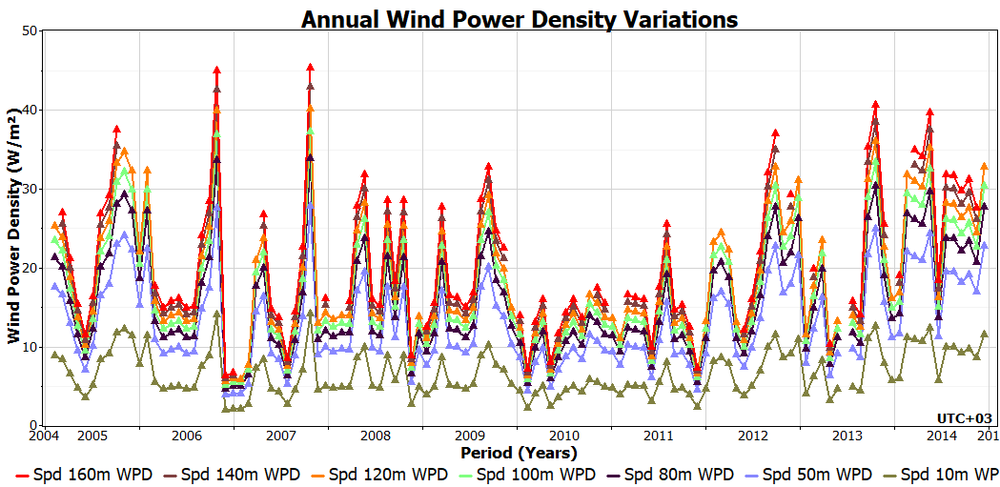 Annual Wind Power Density Variations
50
40
30
20
10
0
Wind Power Density (W/m²)
UTC+03
2004 2005 2006 2007 2008 2009 2010 2011 2012 2013 2014 201
Period (Years)
Spd 160m WPD Spd 140m WPD Spd 120m WPD Spd 100m WPD Spd 80m WPD Spd 50m WPD Spd 10m WP